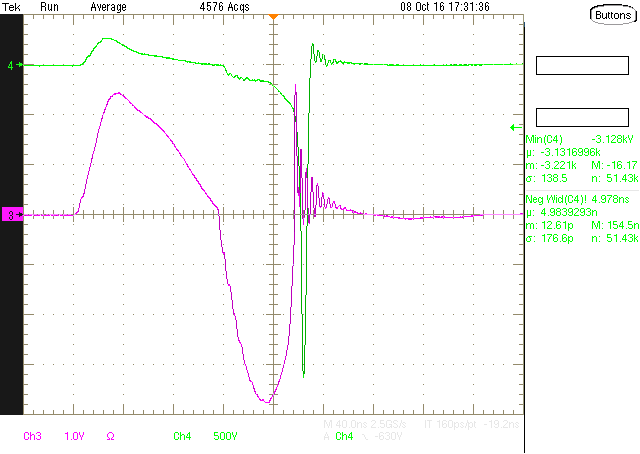 Tek Run Average 4576 Acqs 08 Oct 16 17:31:36
Buttons
4
3
Min(C4) -3.128kV
µ: -3.1316996k
m: -3.221k M: -16.17
σ: 138.5 n: 51.43k
Neg Wid(C4)! 4.978ns
µ: 4.9839293n
m: 12.61p M: 154.5n
σ: 176.6p n: 51.43k
M 40.0ns 2.5GS/s IT 160ps/pt -19.2ns
Ch3 1.0V Ω Ch4 500V A Ch4 \ -630V